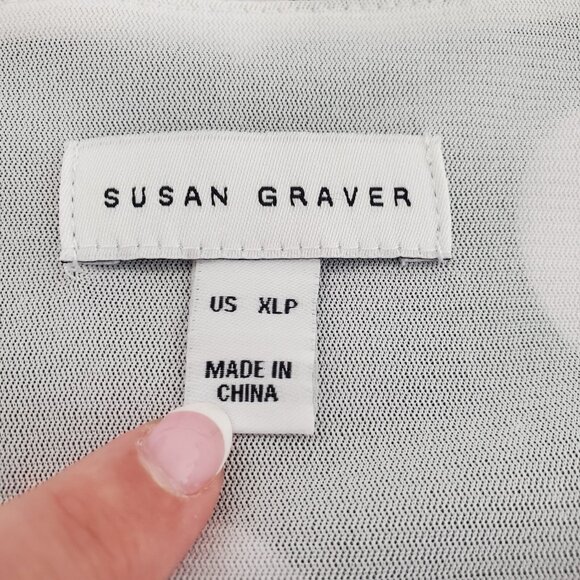 SUSAN GRAVER
US XLP
MADE IN
CHINA